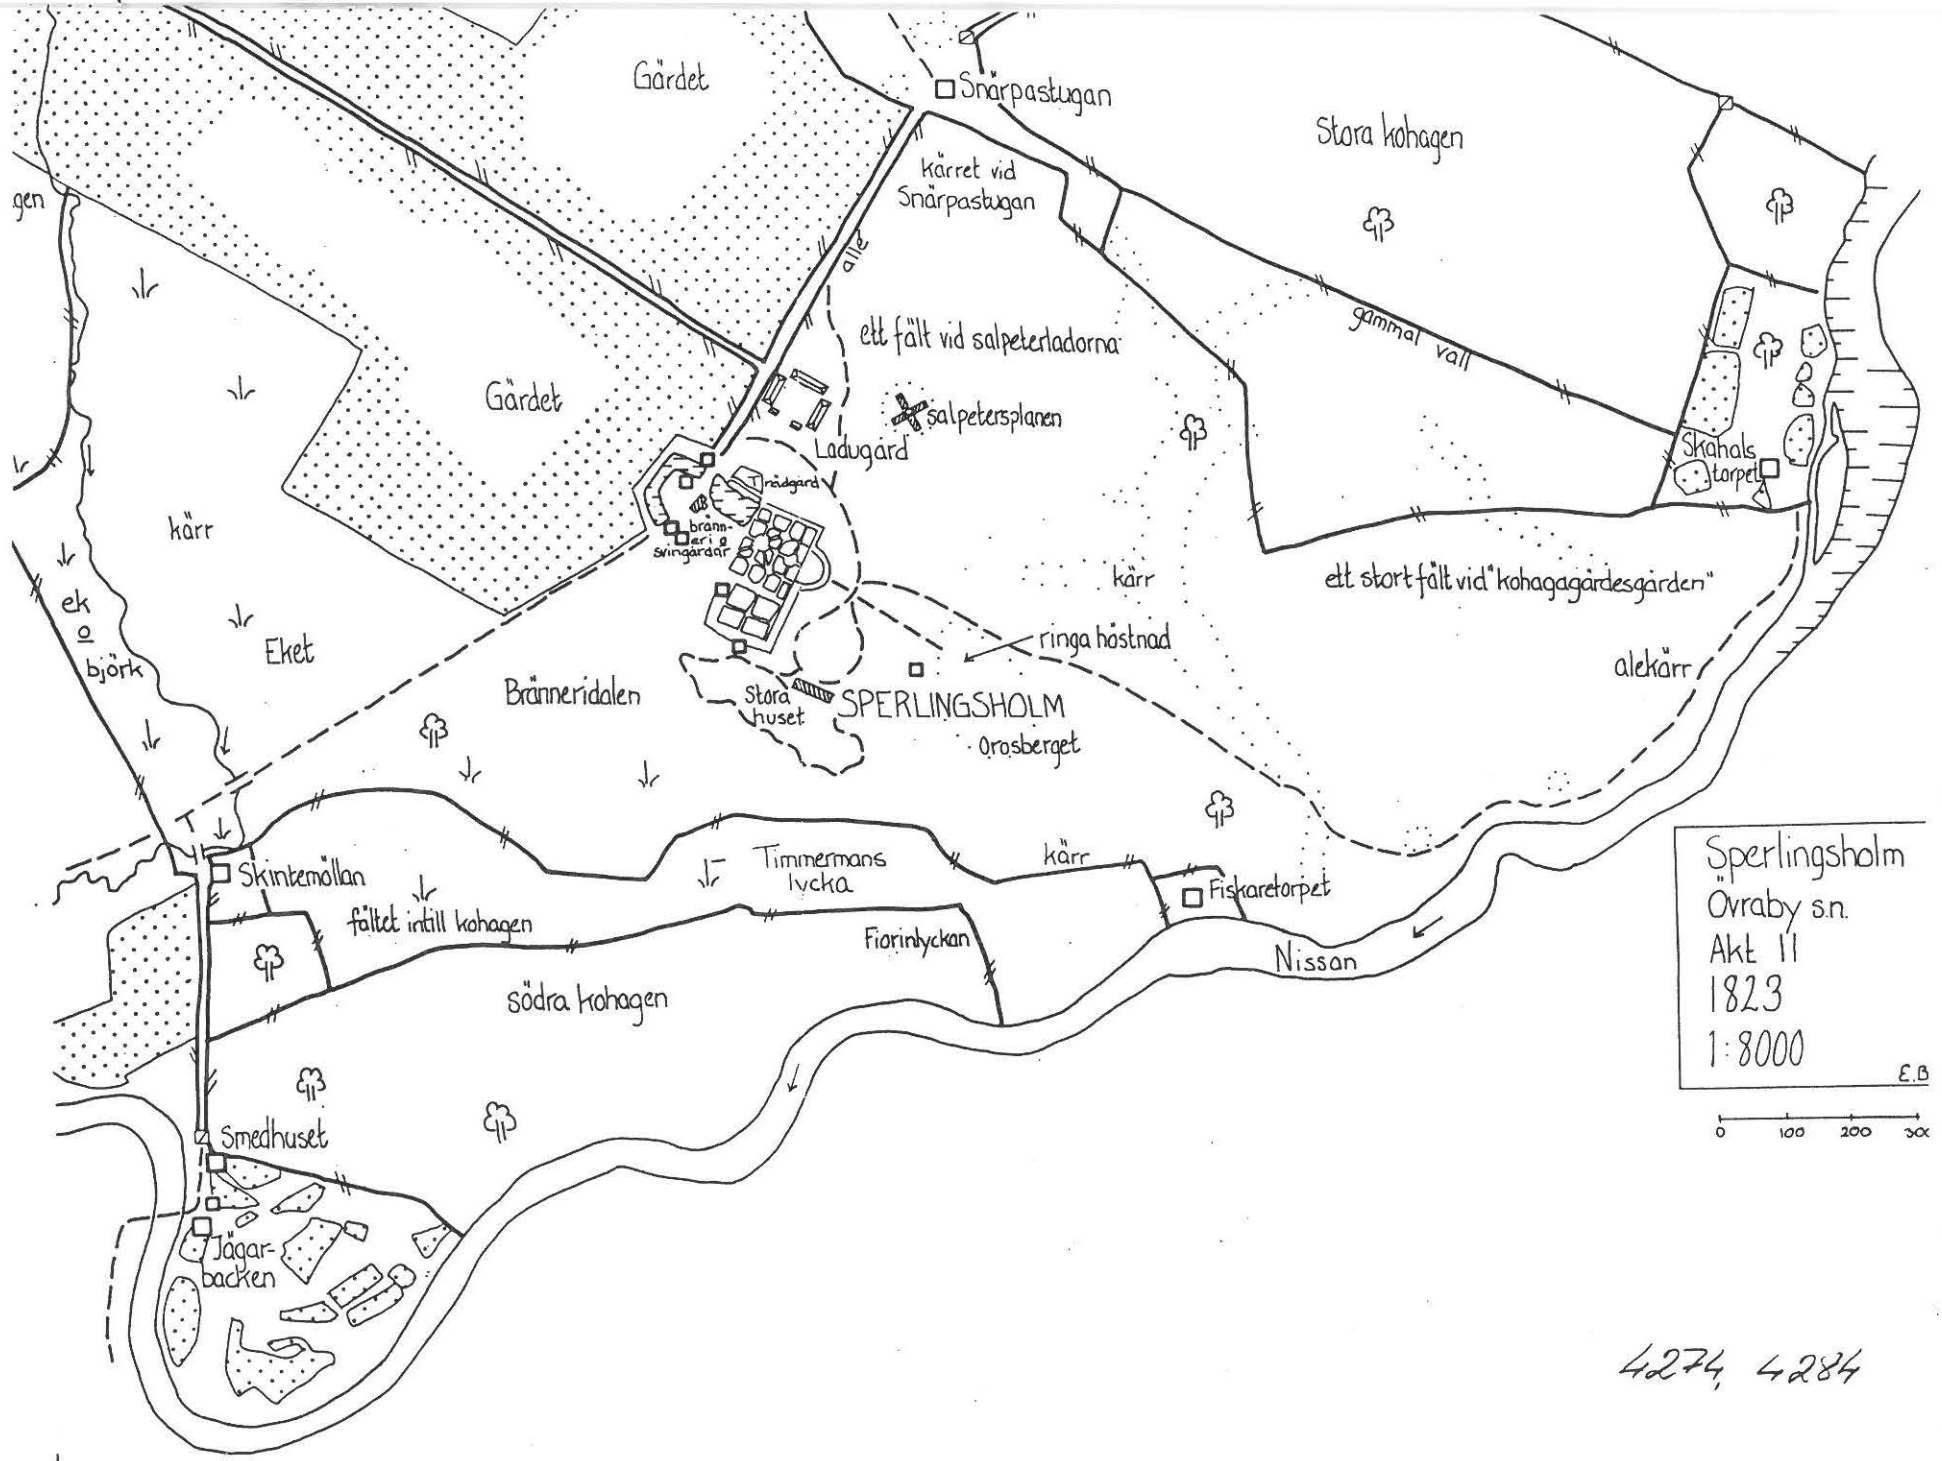 Gärdet
Snärpastugan
Stora kohagen
kärret vid
Snärpastugan
gen
allé
ett fält vid salpeterladorna
gammal vall
Gärdet
salpetersplanen
Ladugård
Skahals
torpet
Trädgård
kärr
bränn-
eri o
svingårdar
kärr
ett stort fält vid "kohagagärdesgården"
ek
o
björk
Eket
ringa höstnad
alekärr
Bränneridalen
Stora
huset
SPERLINGSHOLM
Orosberget
Timmermans
lycka
kärr
Skintemöllan
Fiskaretorpet
fältet intill kohagen
Fiorinlyckan
Nissan
södra kohagen
Smedhuset
Jägar-
backen
Sperlingsholm
Övraby sn.
Akt 11
1823
1:8000
E.B
0 100 200 300
4274, 4284